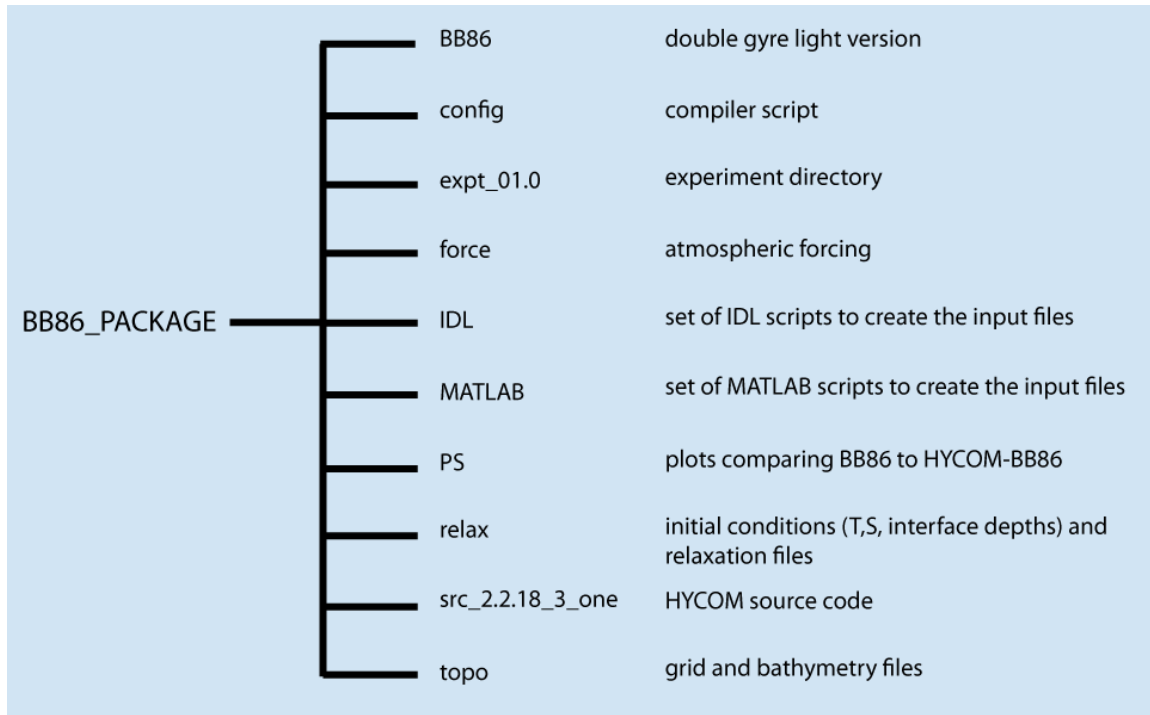 BB86 double gyre light version
config compiler script
expt_01.0 experiment directory
force atmospheric forcing
BB86_PACKAGE
IDL set of IDL scripts to create the input files
MATLAB set of MATLAB scripts to create the input files
PS plots comparing BB86 to HYCOM-BB86
relax initial conditions (T,S, interface depths) and
relaxation files
src_2.2.18_3_one HYCOM source code
topo grid and bathymetry files